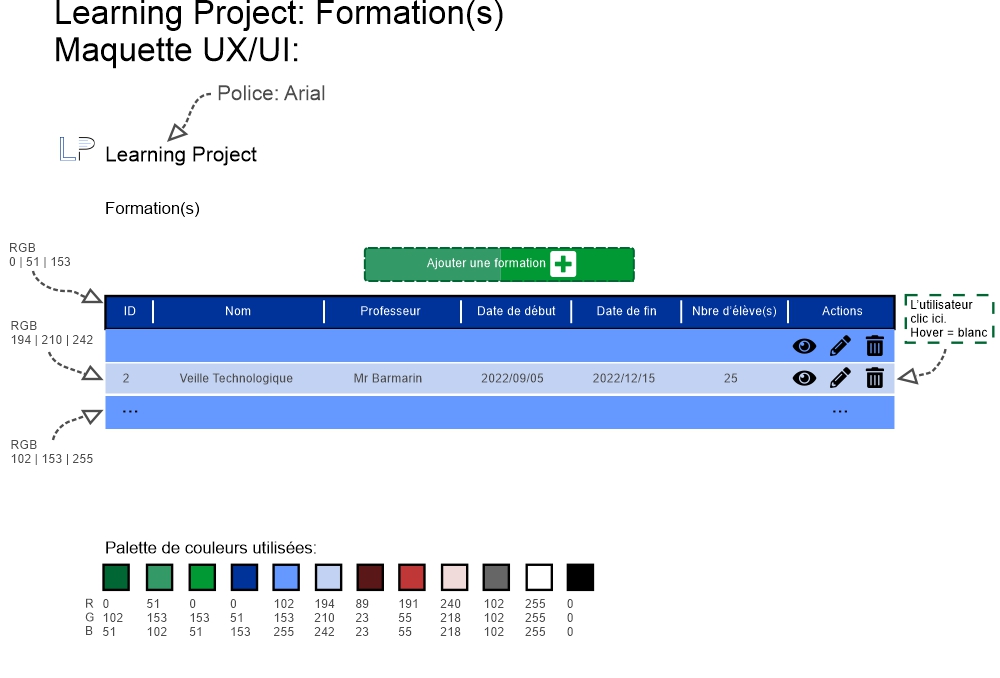 Learning Project: Formation(s)
Maquette UX/UI:
Police: Arial
LP Learning Project
Formation(s)
RGB
0 | 51 | 153
Ajouter une formation
ID Nom Professeur Date de début Date de fin Nbre d'élève(s) Actions
L'utilisateur
clic ici.
Hover = blanc
RGB
194 | 210 | 242
2 Veille Technologique Mr Barmarin 2022/09/05 2022/12/15 25
... ...
RGB
102 | 153 | 255
Palette de couleurs utilisées:
R 0 51 0 0 102 194 89 191 240 102 255 0
G 102 153 153 51 153 210 23 55 218 102 255 0
B 51 102 51 153 255 242 23 55 218 102 255 0